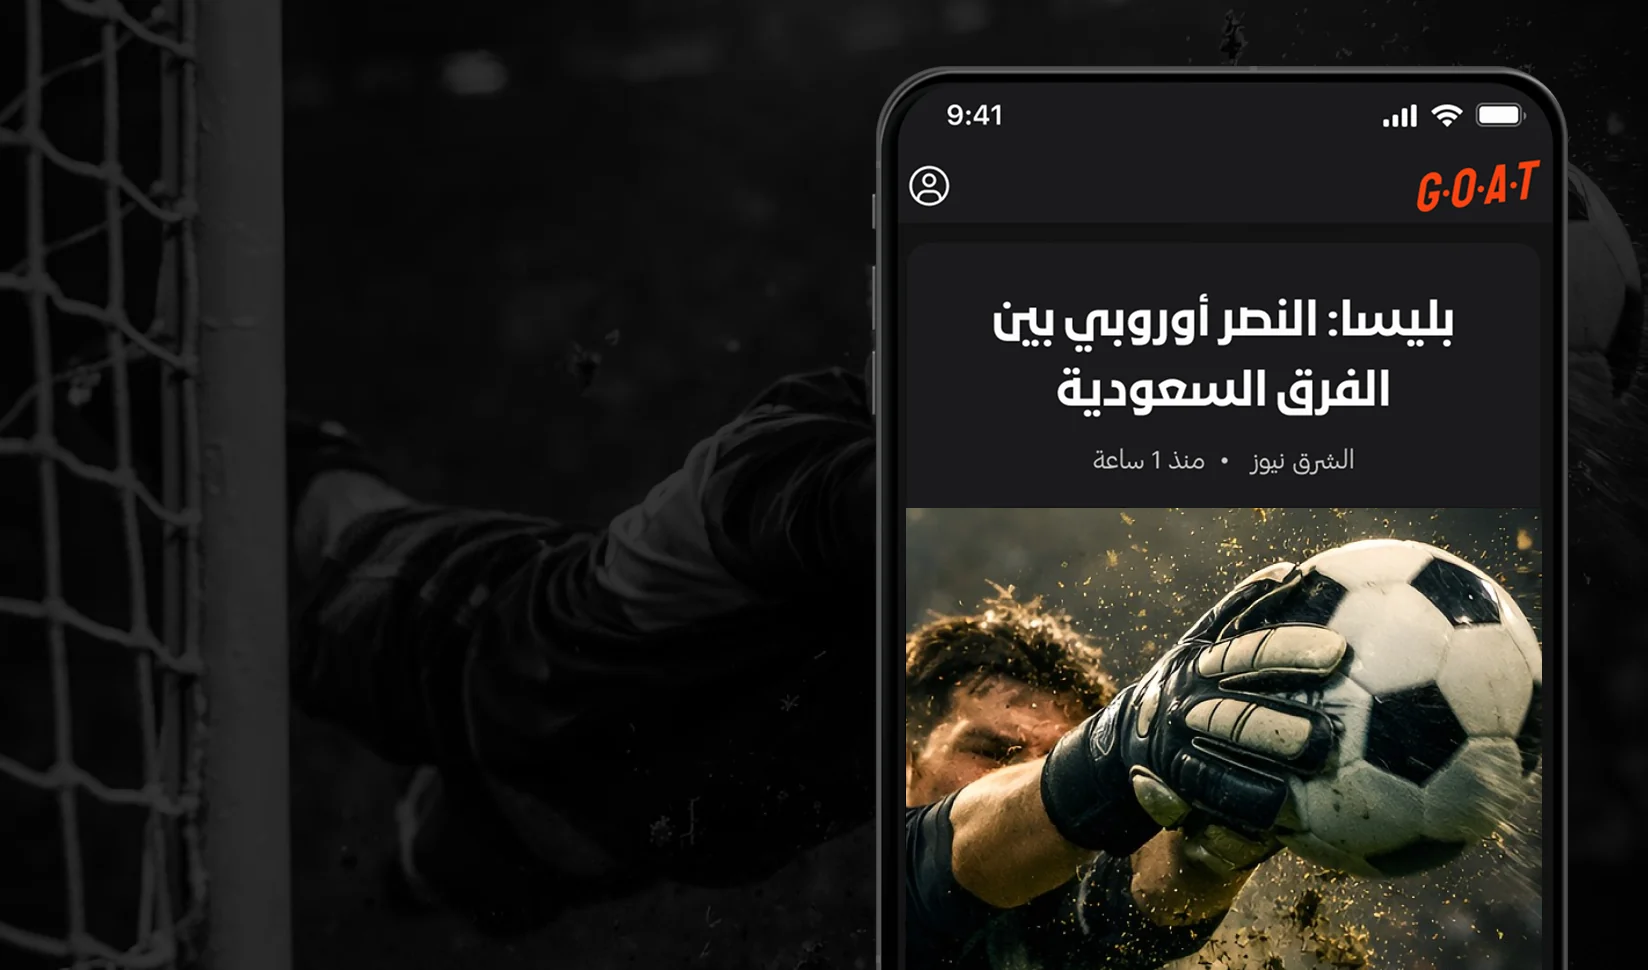 9:41
G·O·A·T
بليسا: النصر أوروبي بين
الفرق السعودية
الشرق نيوز • منذ 1 ساعة